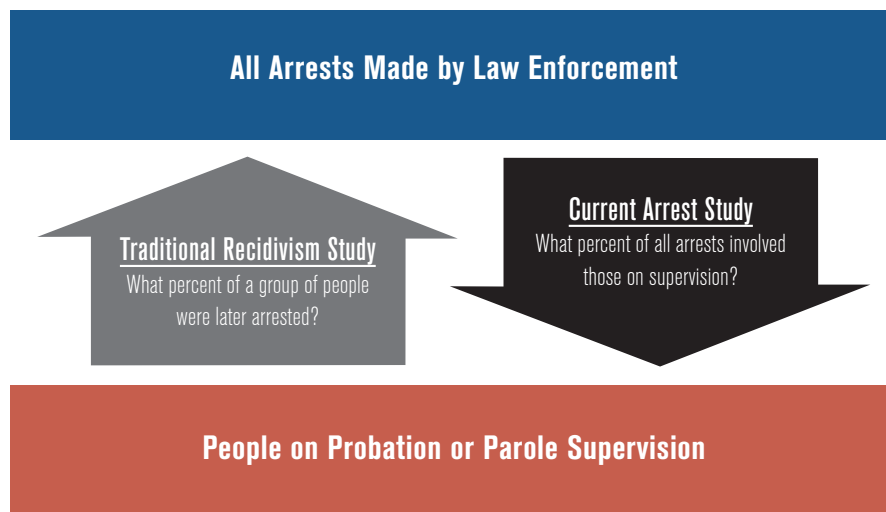 All Arrests Made by Law Enforcement
Traditional Recidivism Study
What percent of a group of people
were later arrested?
Current Arrest Study
What percent of all arrests involved
those on supervision?
People on Probation or Parole Supervision